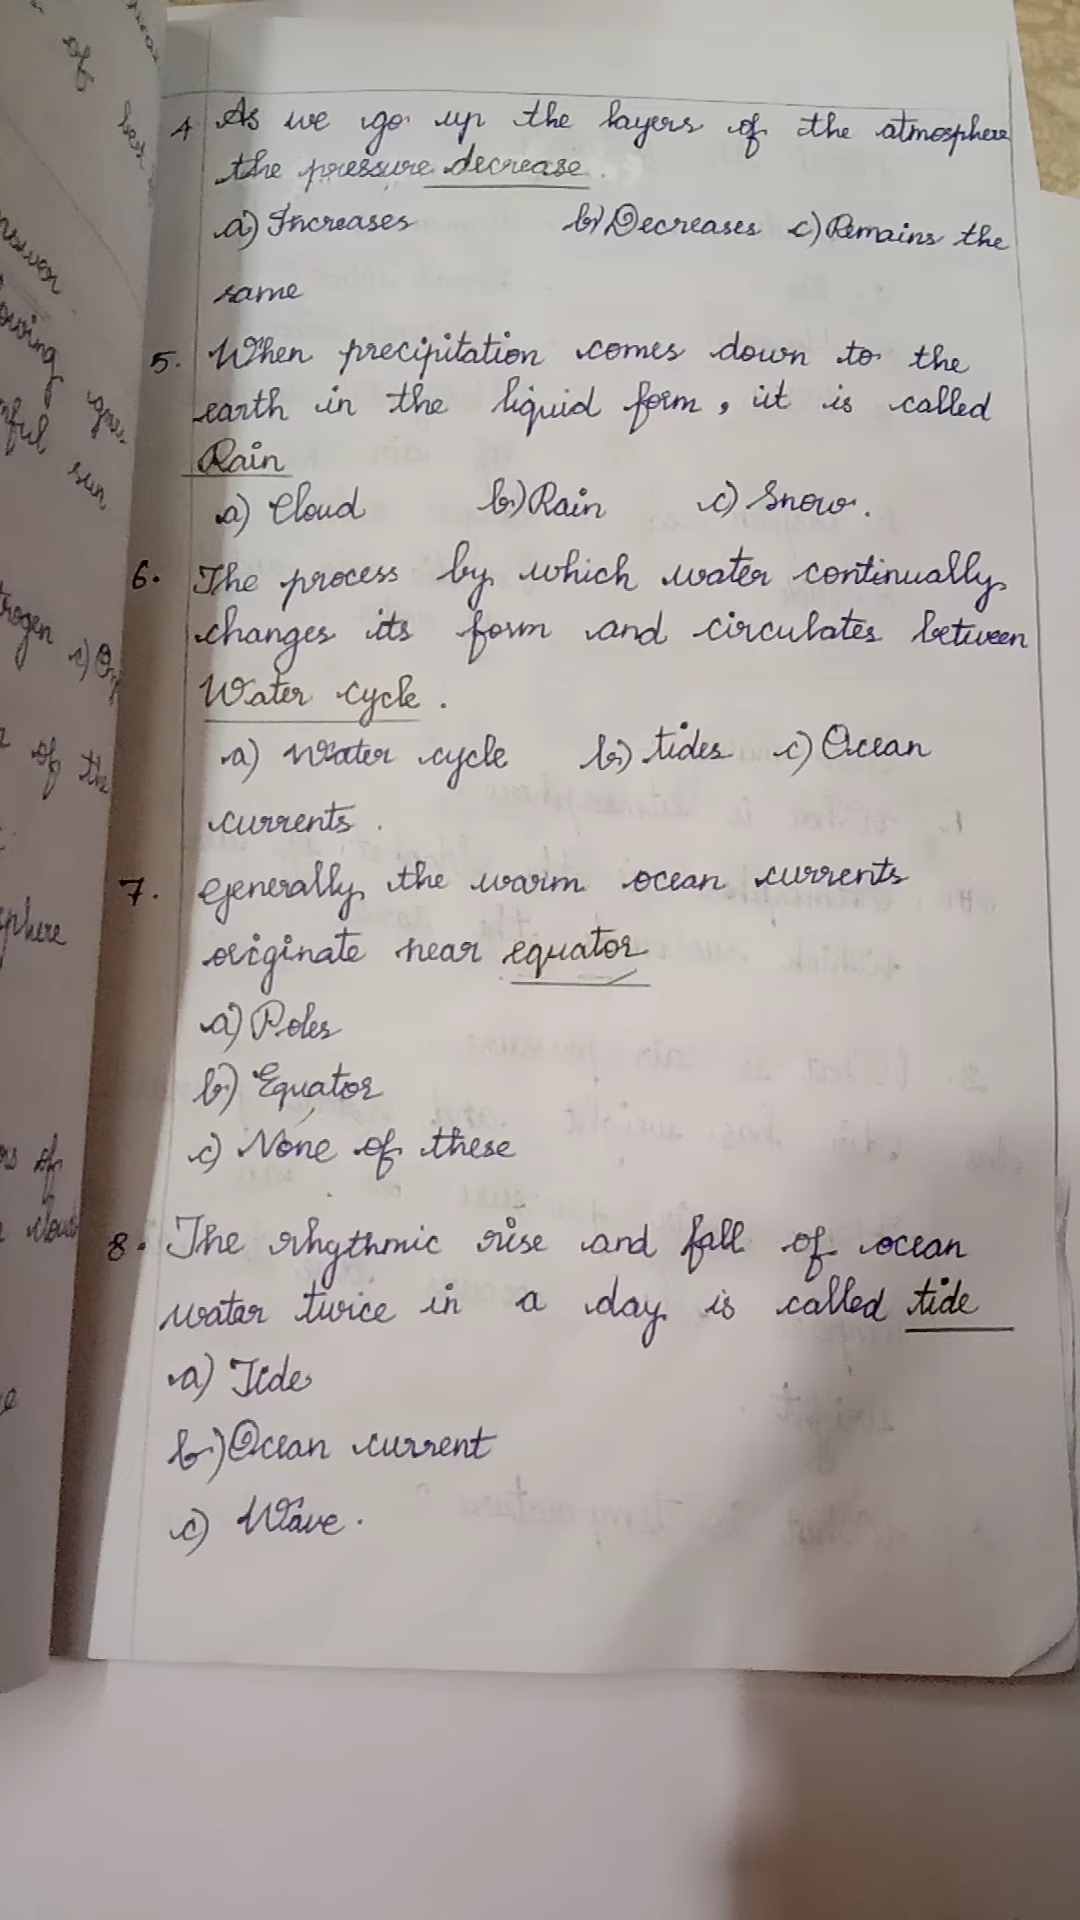 4 As we go up the layers of the atmosphere
the pressure decrease.
a) Increases b) Decreases c) Remains the
same
5. When precipitation comes down to the
earth in the liquid form, it is called
Rain
a) Cloud b) Rain c) Snow.
6. The process by which water continually
changes its form and circulates between
Water cycle.
a) Water cycle b) tides c) Ocean
currents.
7. Generally the warm ocean currents
originate near equator
a) Poles
b) Equator
c) None of these
8. The rhythmic rise and fall of ocean
water twice in a day is called tide
a) Tide
b) Ocean current
c) Wave.